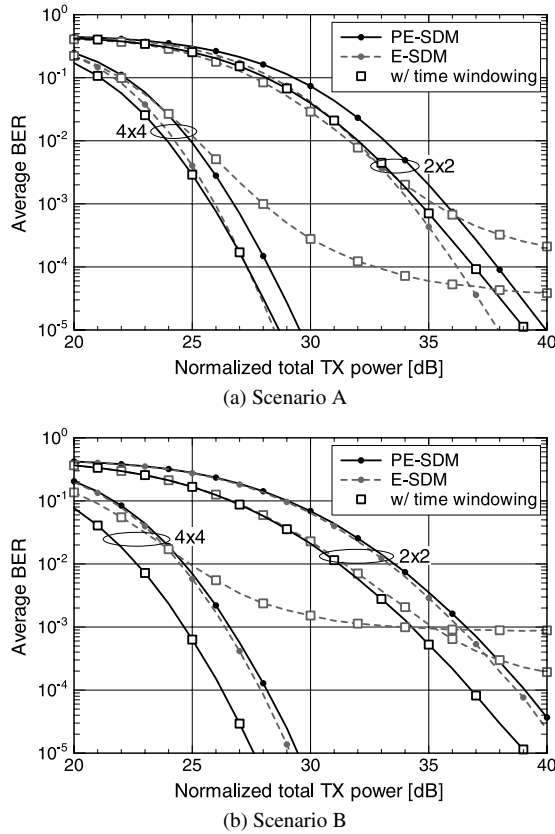 10^0
10^-1
10^-2
10^-3
10^-4
10^-5
Average BER
PE-SDM
E-SDM
w/ time windowing
4x4
2x2
20 25 30 35 40
Normalized total TX power [dB]
(a) Scenario A
10^0
10^-1
10^-2
10^-3
10^-4
10^-5
Average BER
PE-SDM
E-SDM
w/ time windowing
4x4
2x2
20 25 30 35 40
Normalized total TX power [dB]
(b) Scenario B